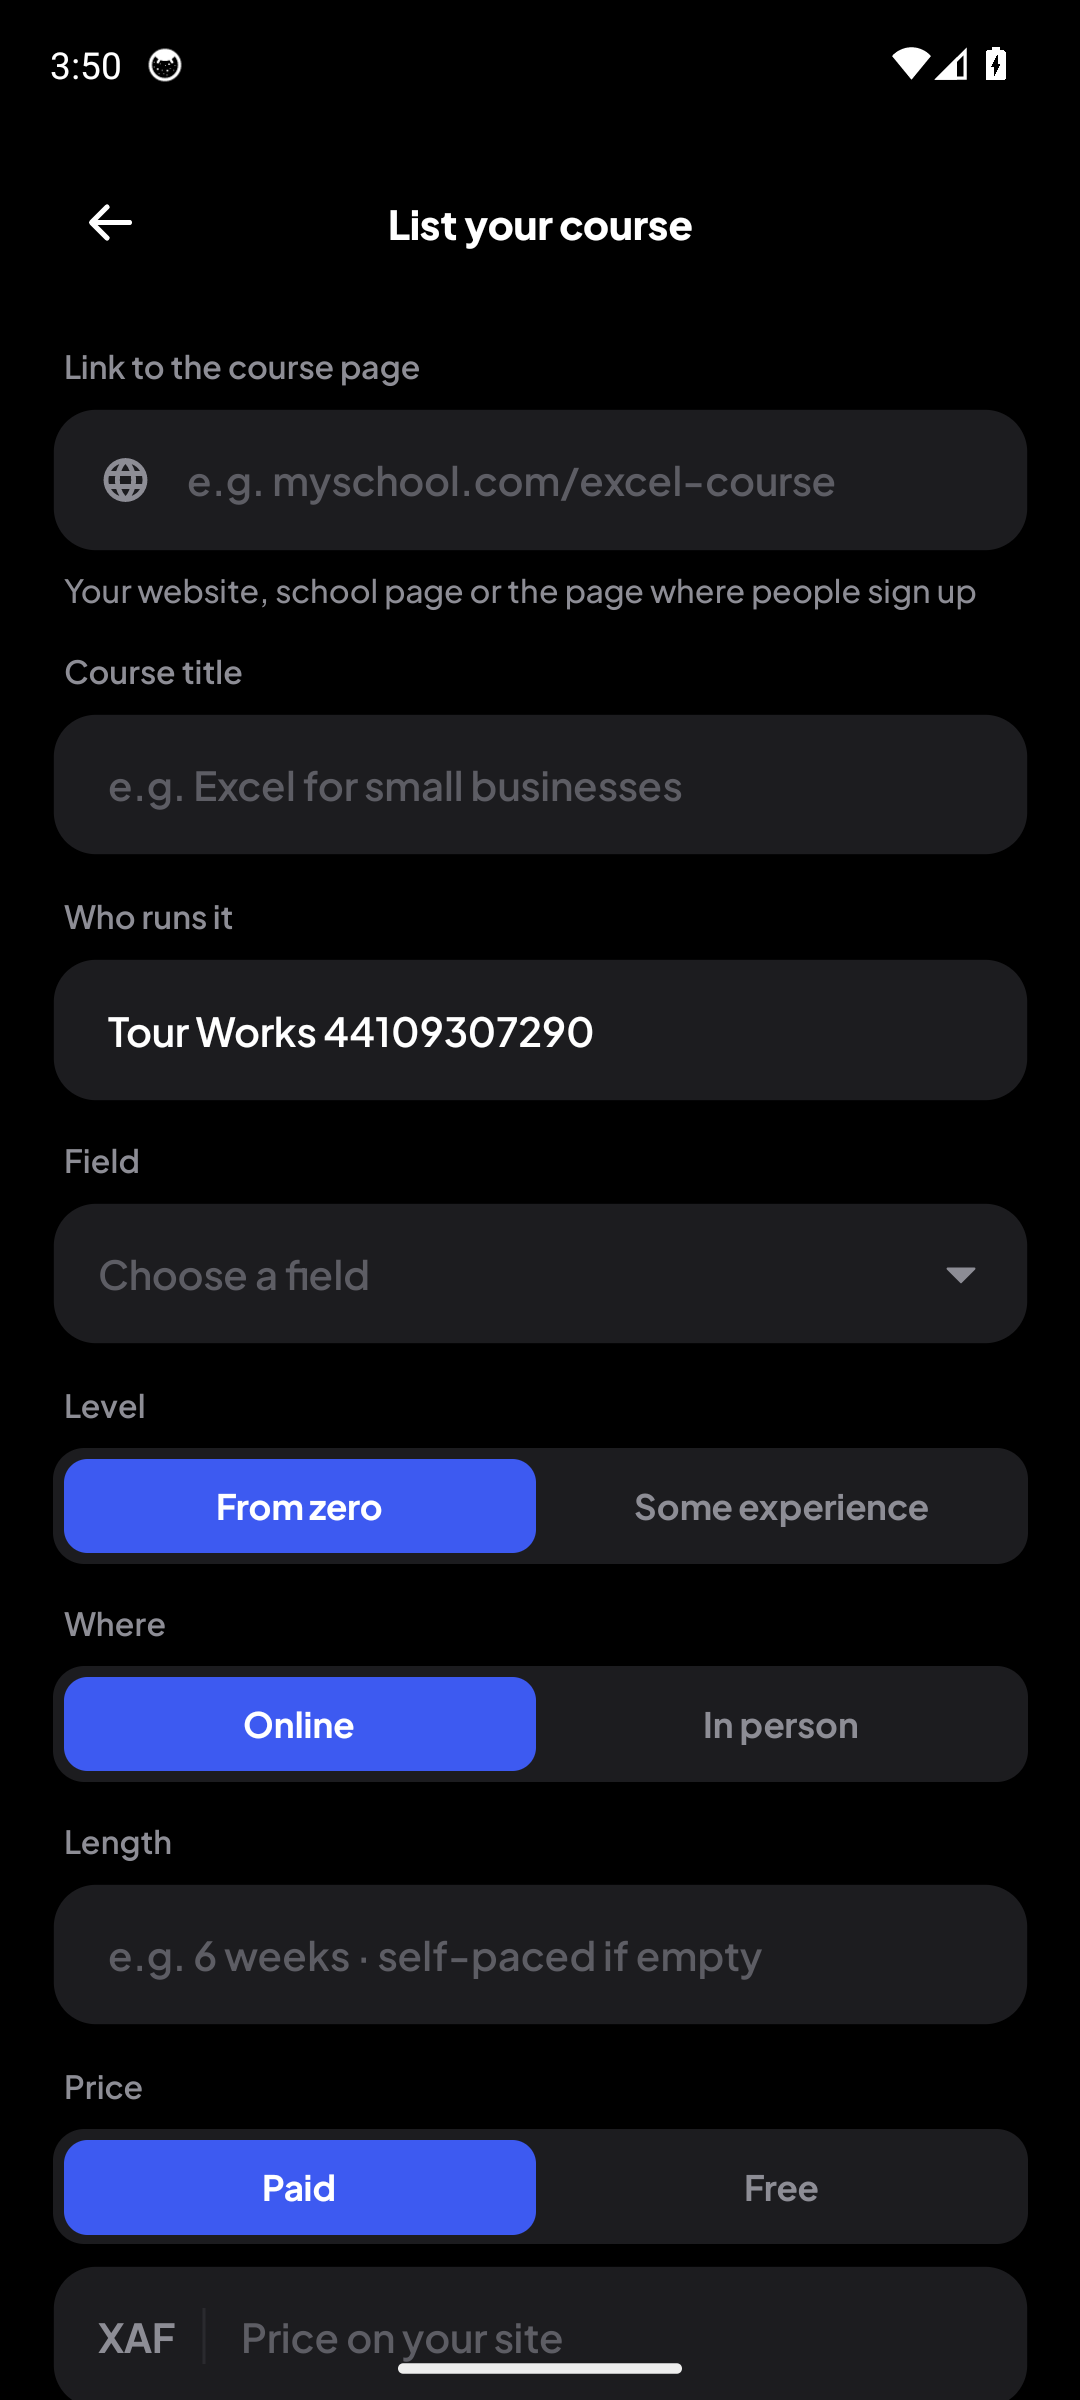 3:50
List your course
Link to the course page
e.g. myschool.com/excel-course
Your website, school page or the page where people sign up
Course title
e.g. Excel for small businesses
Who runs it
Tour Works 44109307290
Field
Choose a field
Level
From zero
Some experience
Where
Online
In person
Length
e.g. 6 weeks · self-paced if empty
Price
Paid
Free
XAF
Price on your site